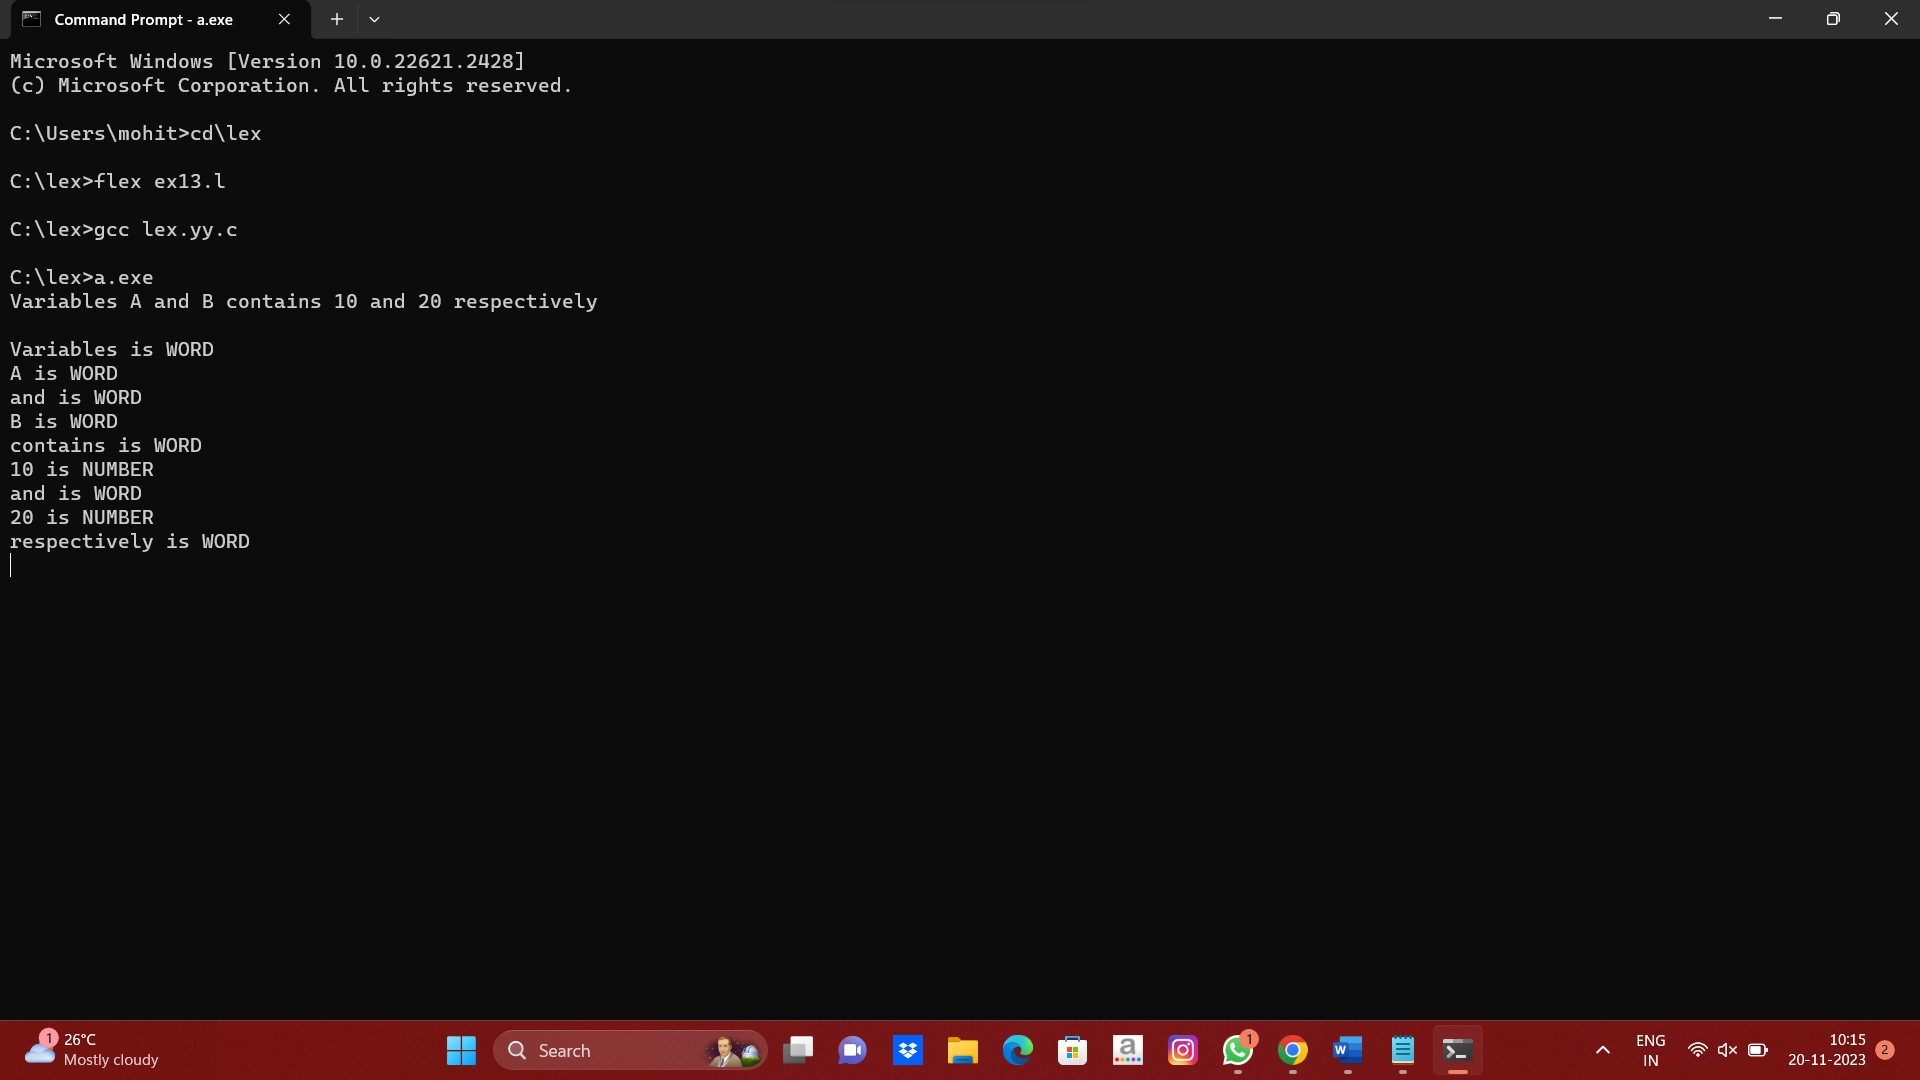 Command Prompt - a.exe
Microsoft Windows [Version 10.0.22621.2428]
(c) Microsoft Corporation. All rights reserved.
C:\Users\mohit>cd\lex
C:\lex>flex ex13.l
C:\lex>gcc lex.yy.c
C:\lex>a.exe
Variables A and B contains 10 and 20 respectively
Variables is WORD
A is WORD
and is WORD
B is WORD
contains is WORD
10 is NUMBER
and is WORD
20 is NUMBER
respectively is WORD
1
26°C
Mostly cloudy
Search
a
1
W
ENG
IN
10:15
20-11-2023
2